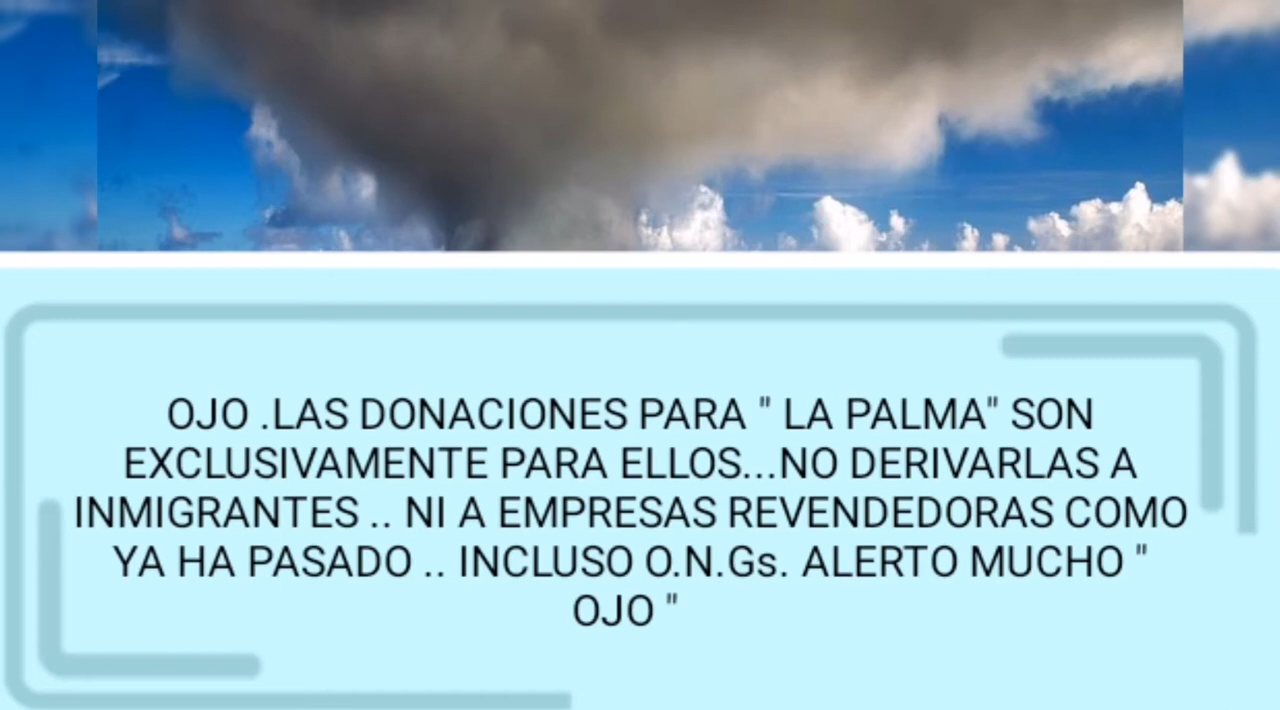 OJO .LAS DONACIONES PARA " LA PALMA" SON
EXCLUSIVAMENTE PARA ELLOS...NO DERIVARLAS A
INMIGRANTES .. NI A EMPRESAS REVENDEDORAS COMO
YA HA PASADO .. INCLUSO O.N.Gs. ALERTO MUCHO "
OJO "